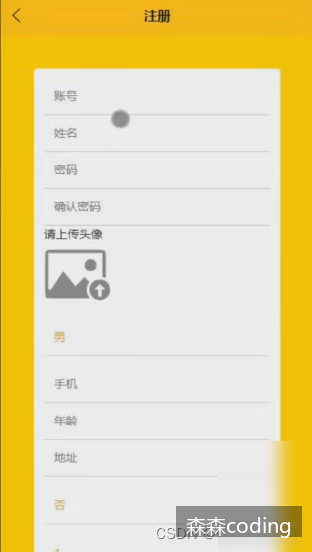 注册
账号
姓名
密码
确认密码
请上传头像
男
手机
年龄
地址
否
森森coding